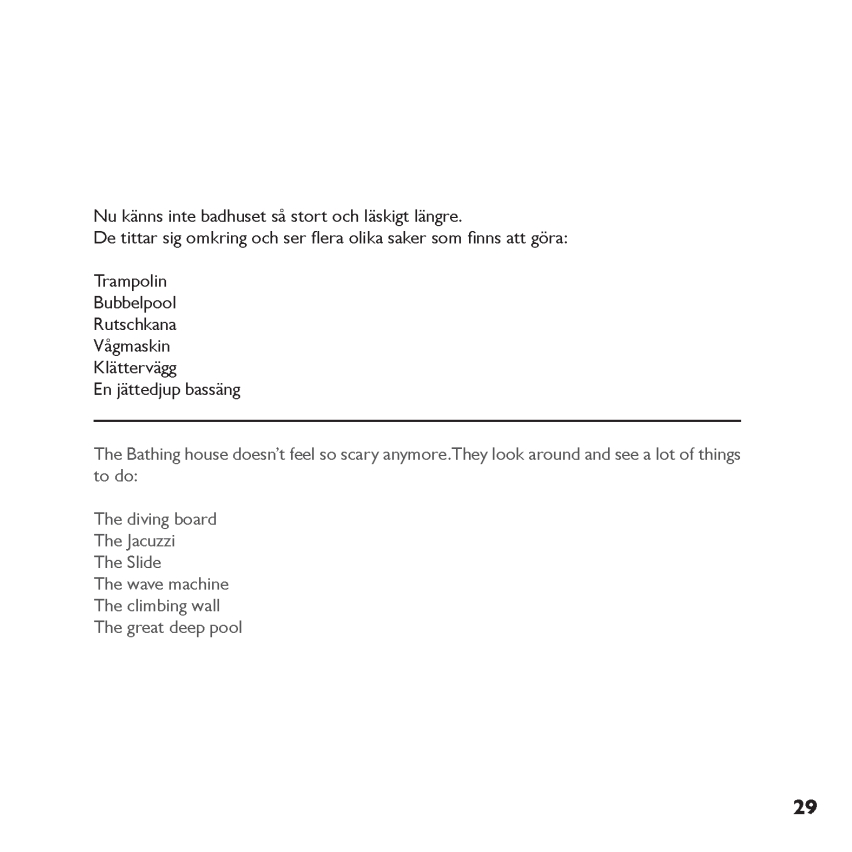 Nu känns inte badhuset så stort och läskigt längre.
De tittar sig omkring och ser flera olika saker som finns att göra:
Trampolin
Bubbelpool
Rutschkana
Vågmaskin
Klättervägg
En jättedjup bassäng
The Bathing house doesn’t feel so scary anymore.They look around and see a lot of things
to do:
The diving board
The Jacuzzi
The Slide
The wave machine
The climbing wall
The great deep pool
29